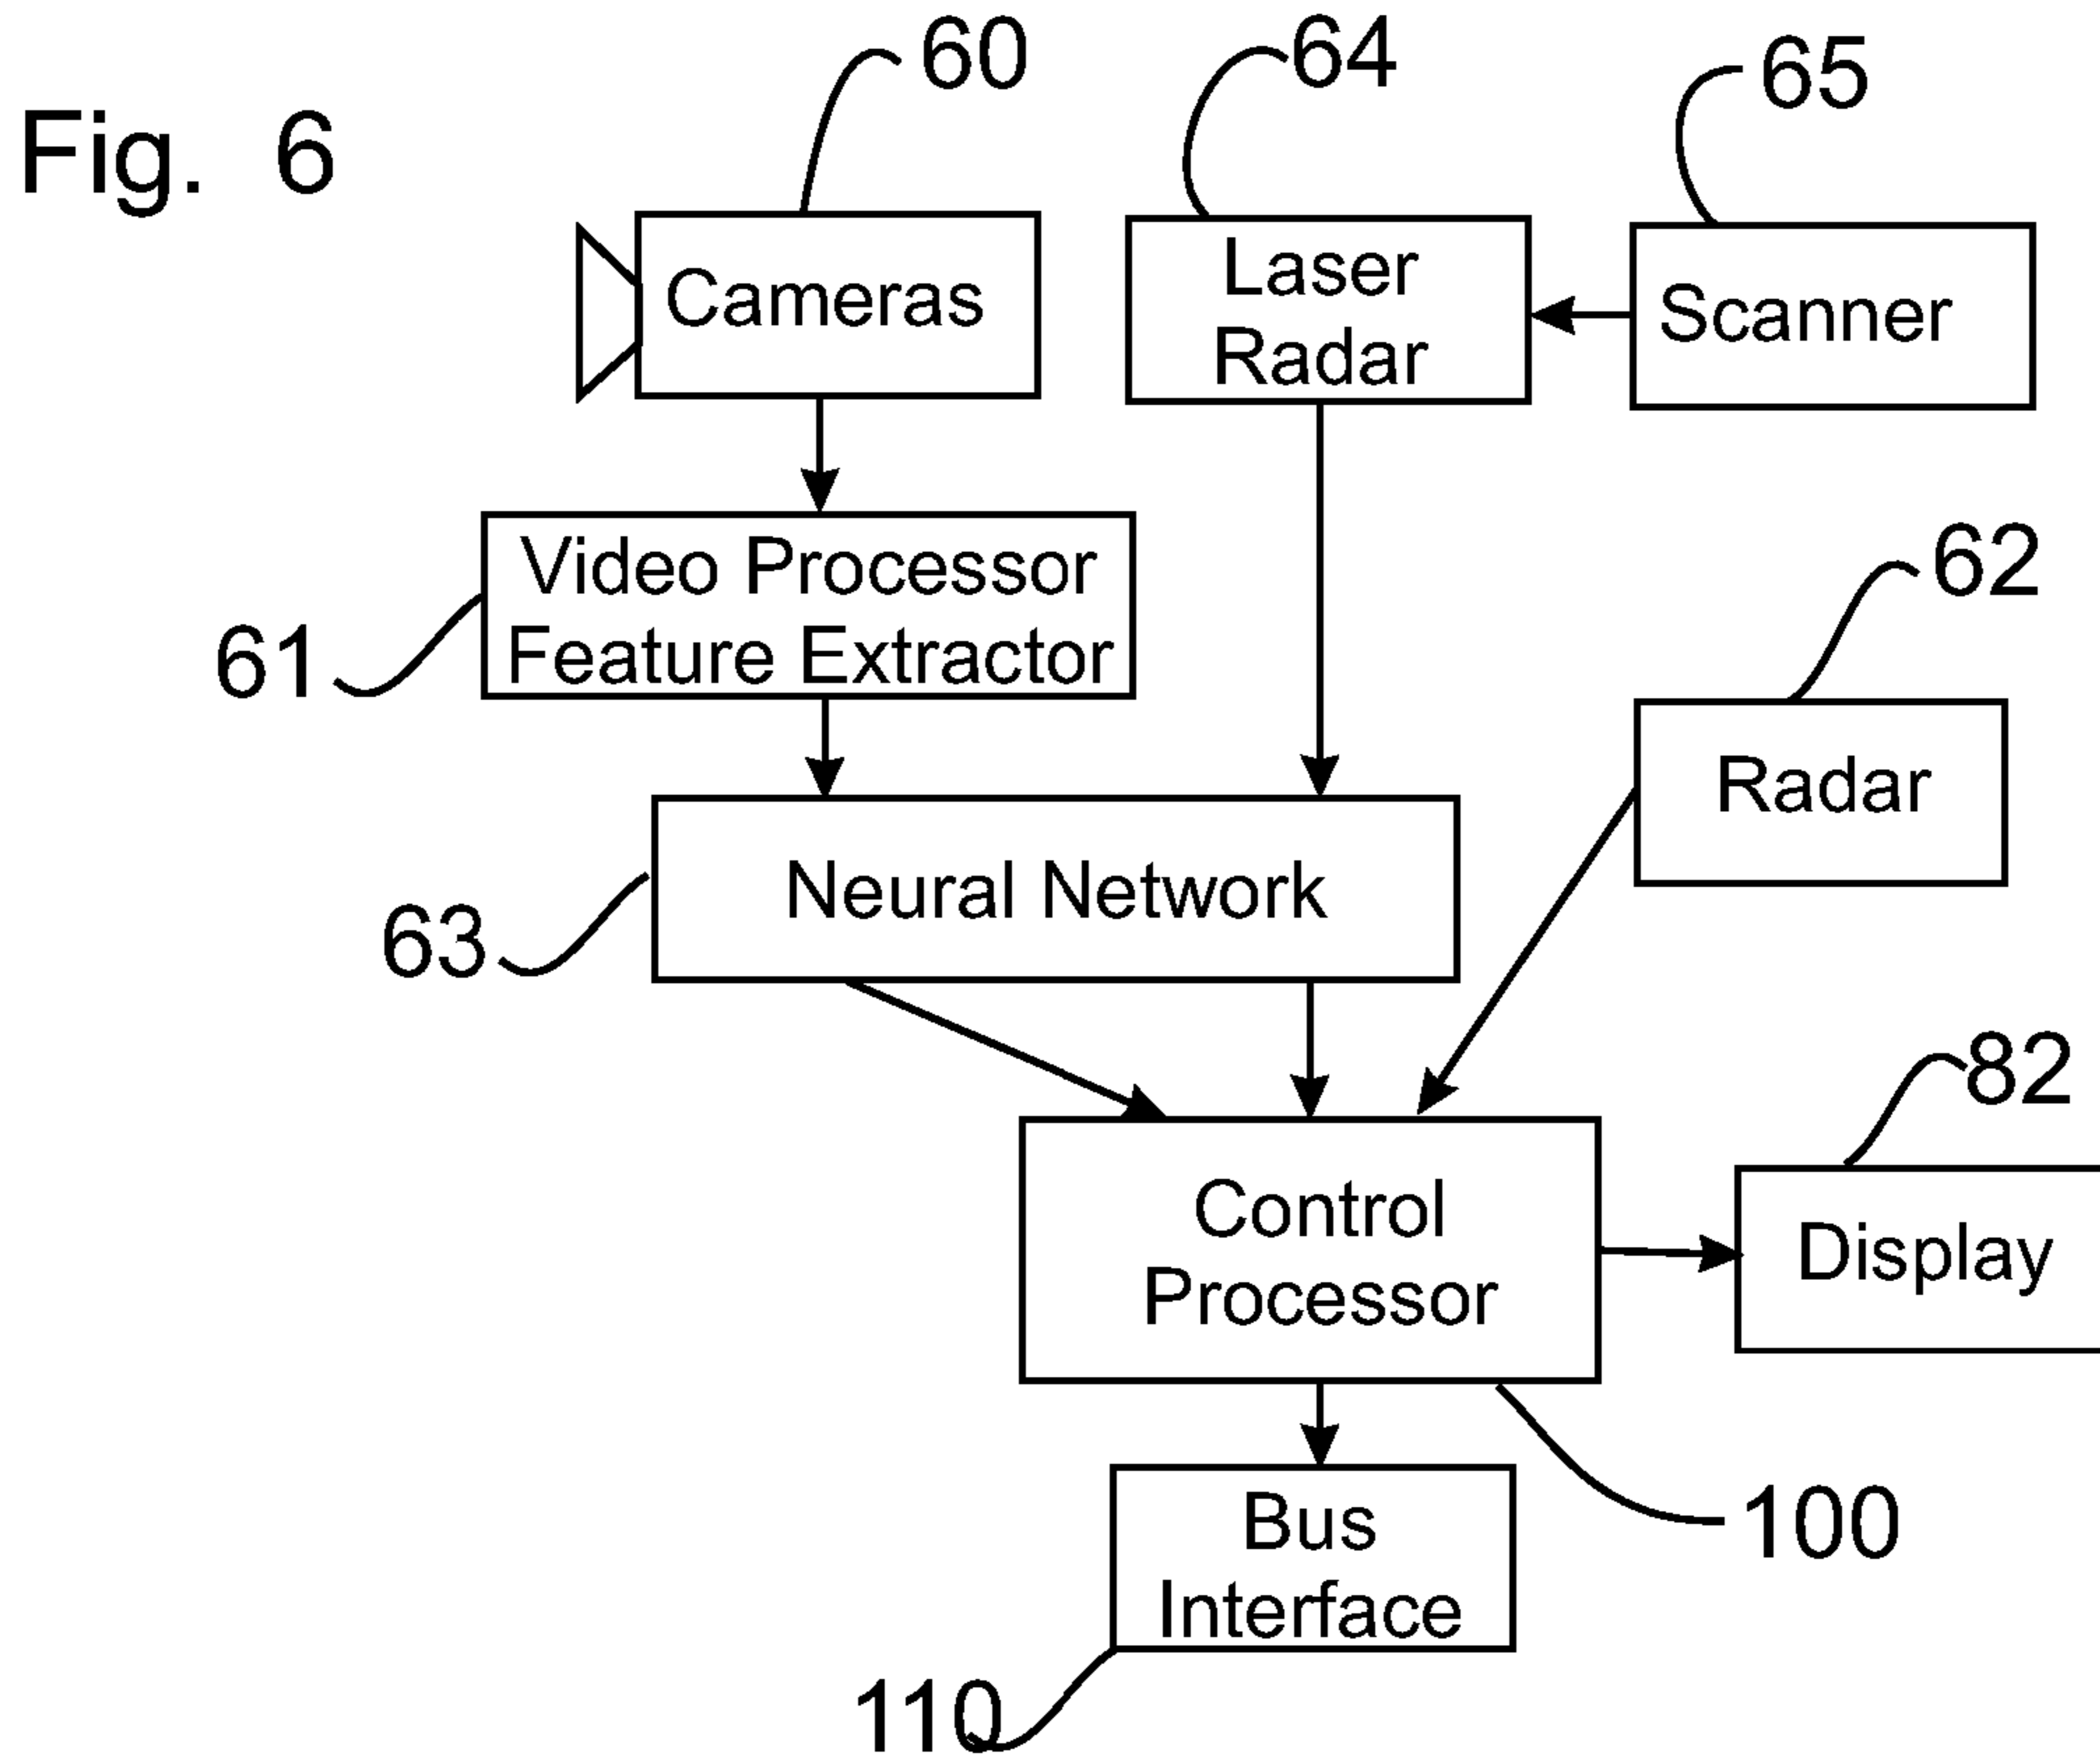 Fig. 6
60
64
65
Cameras
Laser
Radar
Scanner
Video Processor
Feature Extractor
61
62
Radar
Neural Network
63
82
Control
Processor
Display
Bus
Interface
100
110